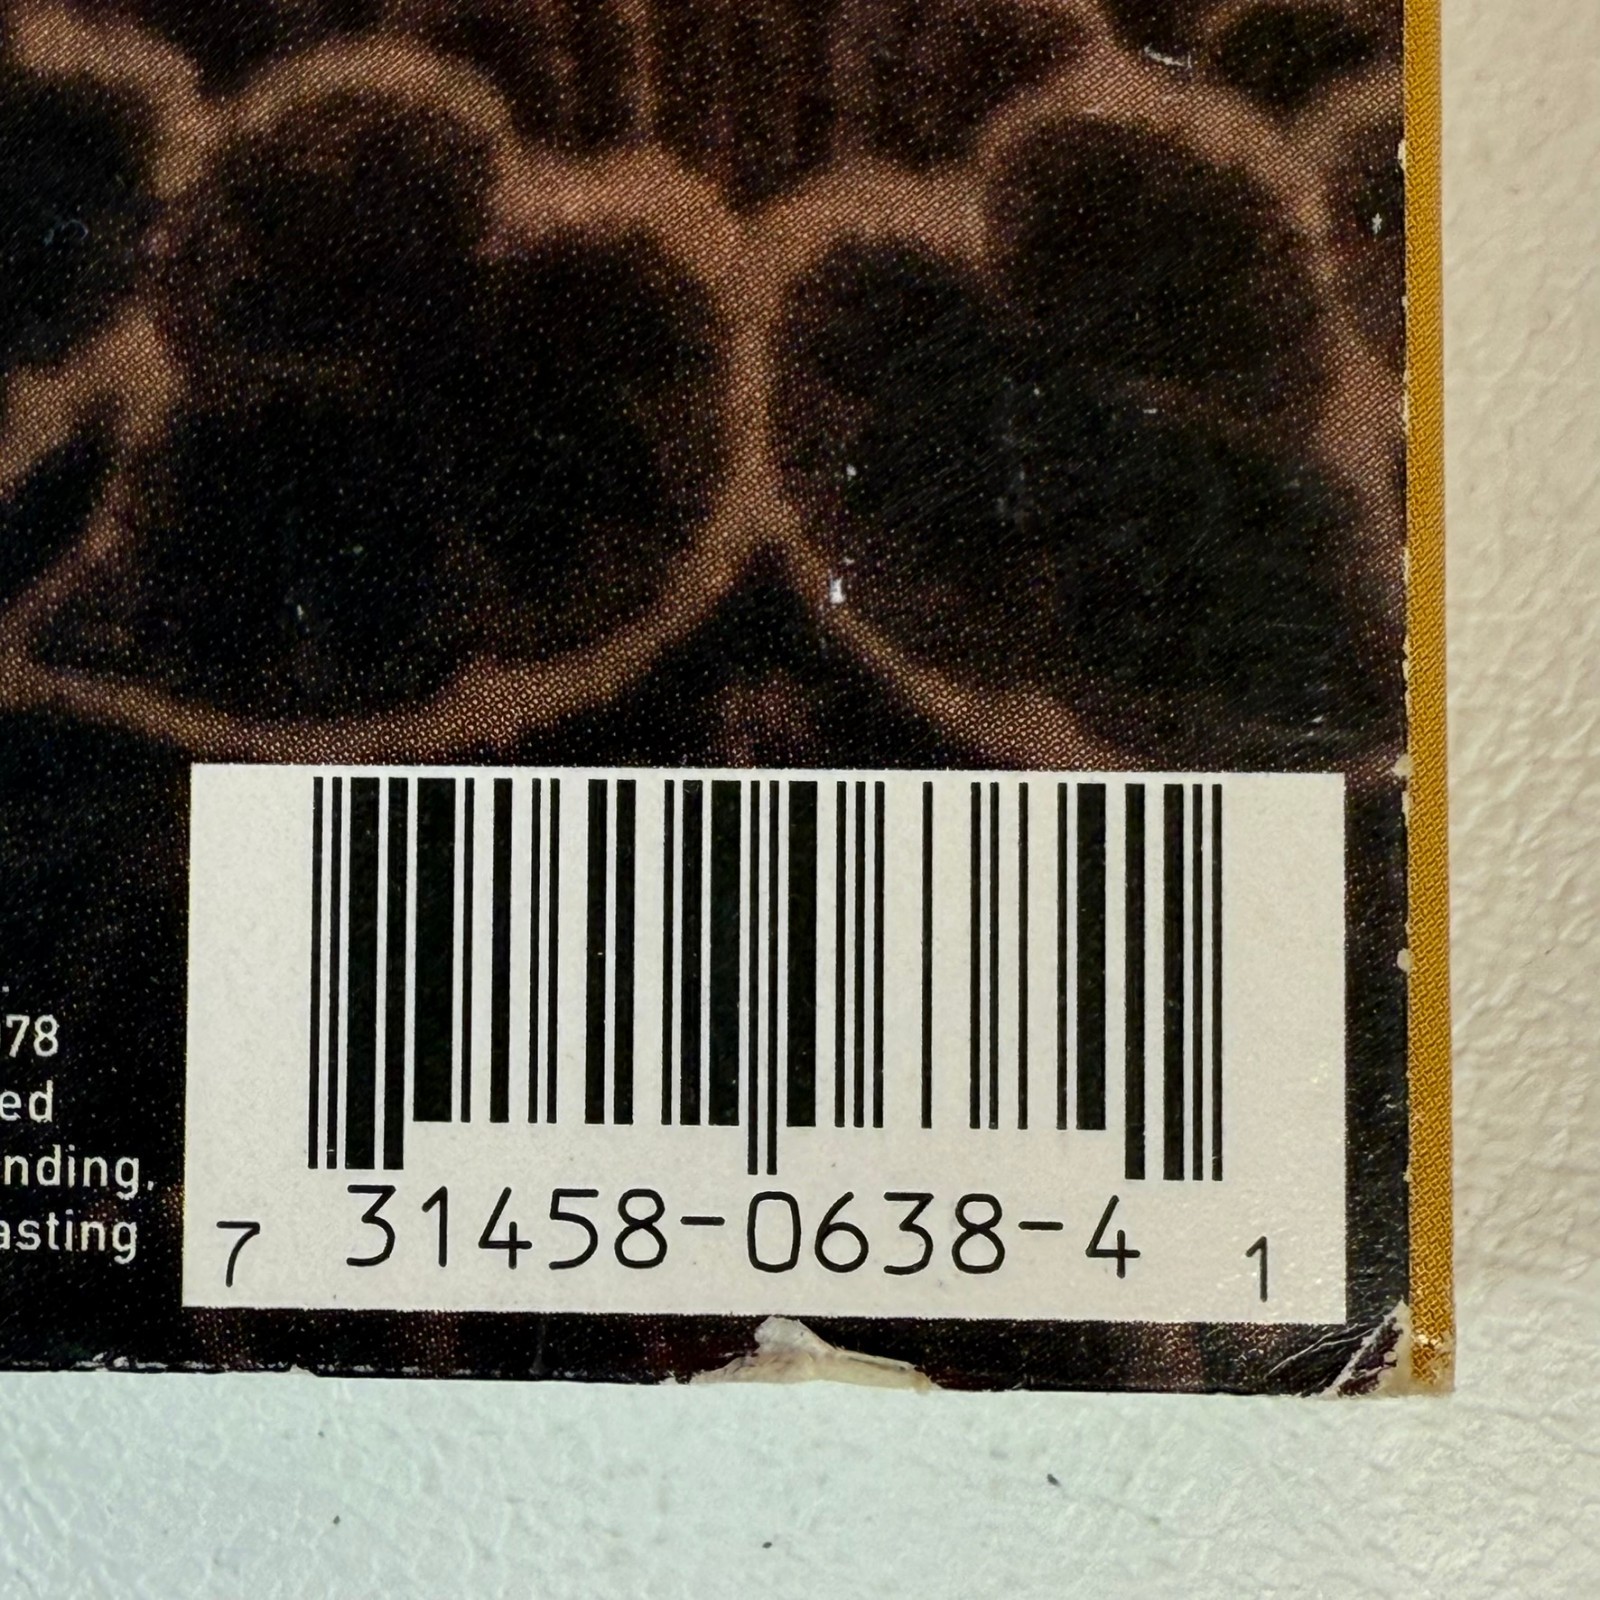 78
ed
nding.
asting
7 31458-0638-4 1